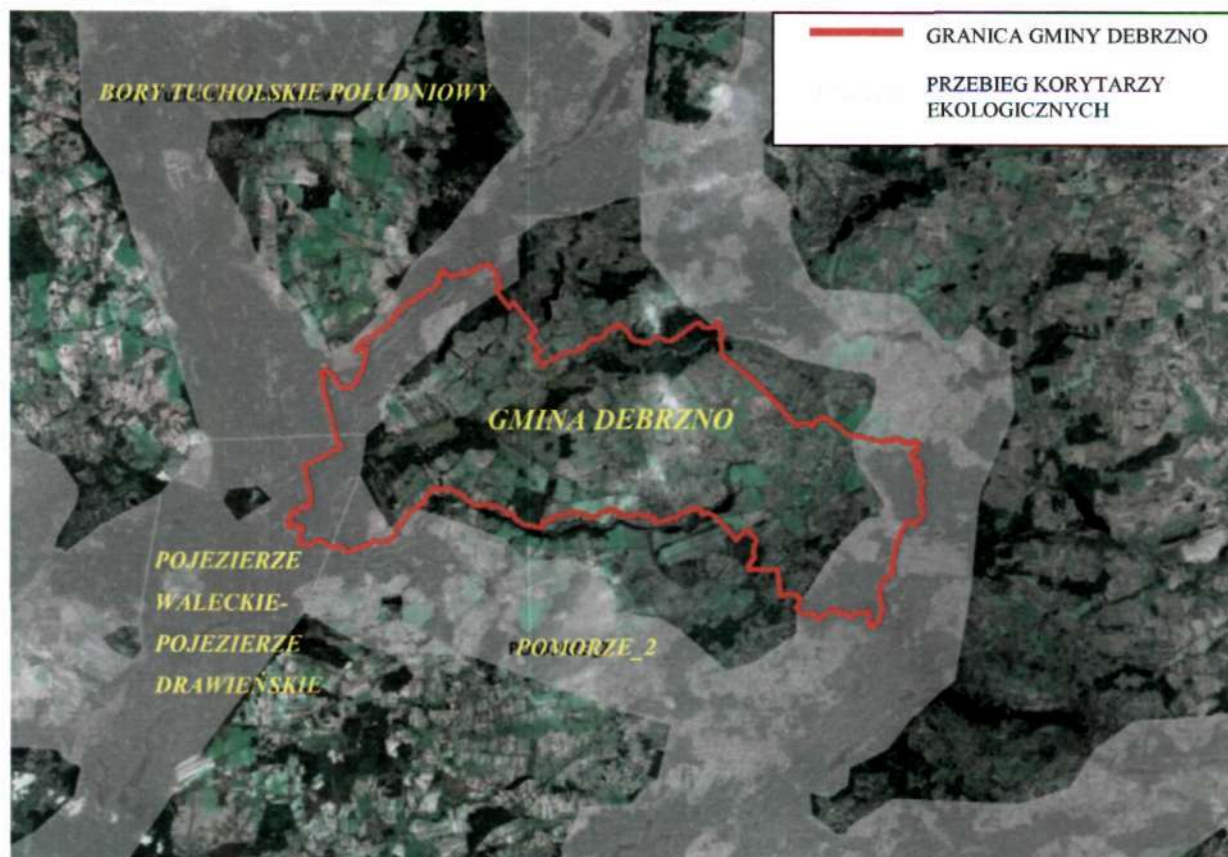 GRANICA GMINY DEBRZNO
PRZEBIEG KORYTARZY
EKOLOGICZNYCH
BORY TUCHOLSKIE POŁUDNIOWY
GMINA DEBRZNO
POJEZIERZE
WALECKIE-
POJEZIERZE
DRAWIEŃSKIE
POMORZE_2